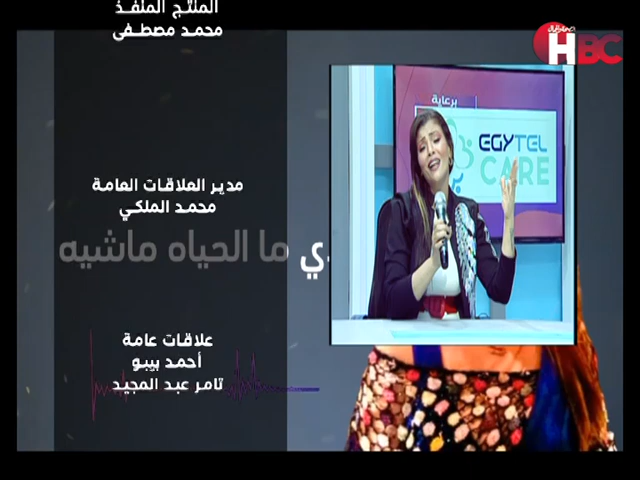 المنتج المنفذ
محمد مصطفى
HBC
برعاية
EGYTEL
CARE
مدير العلاقات العامة
محمد الملكي
ي ما الحياه ماشيه
علاقات عامة
أحمد بيبو
تامر عبد المجيد